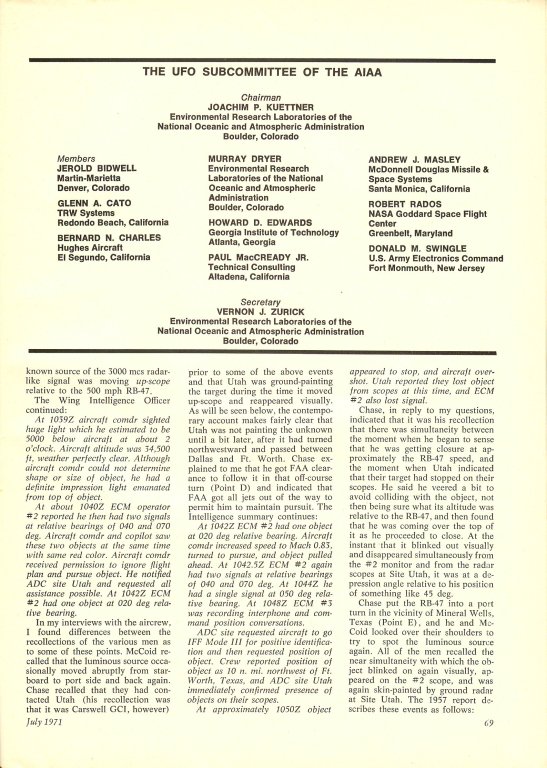 THE UFO SUBCOMMITTEE OF THE AIAA
Chairman
JOACHIM P. KUETTNER
Environmental Research Laboratories of the
National Oceanic and Atmospheric Administration
Boulder, Colorado
Members
JEROLD BIDWELL
Martin-Marietta
Denver, Colorado
GLENN A. CATO
TRW Systems
Redondo Beach, California
BERNARD N. CHARLES
Hughes Aircraft
El Segundo, California
MURRAY DRYER
Environmental Research
Laboratories of the National
Oceanic and Atmospheric
Administration
Boulder, Colorado
HOWARD D. EDWARDS
Georgia Institute of Technology
Atlanta, Georgia
PAUL MacCREADY JR.
Technical Consulting
Altadena, California
ANDREW J. MASLEY
McDonnell Douglas Missile &
Space Systems
Santa Monica, California
ROBERT RADOS
NASA Goddard Space Flight
Center
Greenbelt, Maryland
DONALD M. SWINGLE
U.S. Army Electronics Command
Fort Monmouth, New Jersey
Secretary
VERNON J. ZURICK
Environmental Research Laboratories of the
National Oceanic and Atmospheric Administration
Boulder, Colorado
known source of the 3000 mcs radar-
like signal was moving up-scope
relative to the 500 mph RB-47.
The Wing Intelligence Officer
continued:
At 1039Z aircraft comdr sighted
huge light which he estimated to be
5000 below aircraft at about 2
o'clock. Aircraft altitude was 34,500
ft, weather perfectly clear. Although
aircraft comdr could not determine
shape or size of object, he had a
definite impression light emanated
from top of object.
At about 1040Z ECM operator
#2 reported he then had two signals
at relative bearings of 040 and 070
deg. Aircraft comdr and copilot saw
these two objects at the same time
with same red color. Aircraft comdr
received permission to ignore flight
plan and pursue object. He notified
ADC site Utah and requested all
assistance possible. At 1042Z ECM
#2 had one object at 020 deg rela-
tive bearing.
In my interviews with the aircrew,
I found differences between the
recollections of the various men as
to some of these points. McCoid re-
called that the luminous source occa-
sionally moved abruptly from star-
board to port side and back again.
Chase recalled that they had con-
tacted Utah (his recollection was
that it was Carswell GCI, however)
prior to some of the above events
and that Utah was ground-painting
the target during the time it moved
up-scope and reappeared visually.
As will be seen below, the contempo-
rary account makes fairly clear that
Utah was not painting the unknown
until a bit later, after it had turned
northwestward and passed between
Dallas and Ft. Worth. Chase ex-
plained to me that he got FAA clear-
ance to follow it in that off-course
turn (Point D) and indicated that
FAA got all jets out of the way to
permit him to maintain pursuit. The
Intelligence summary continues:
At 1042Z ECM #2 had one object
at 020 relative bearing. Aircraft
comdr increased speed to Mach 0.83,
turned to pursue, and object pulled
ahead. At 1042.5Z ECM #2 again
had two signals at relative bearings
of 040 and 070 deg. At 1044Z he
had a single signal at 050 deg rela-
tive bearing. At 1048Z ECM #3
was recording interphone and com-
mand position conversations.
ADC site requested aircraft to go
IFF Mode III for positive identifica-
tion and then requested position of
object. Crew reported position of
object as 10 n. mi. northwest of Ft.
Worth, Texas, and ADC site Utah
immediately confirmed presence of
objects on their scopes.
At approximately 1050Z object
appeared to stop, and aircraft over-
shot. Utah reported they lost object
from scopes at this time, and ECM
#2 also lost signal.
Chase, in reply to my questions,
indicated that it was his recollection
that there was simultaneity between
the moment when he began to sense
that he was getting closure at ap-
proximately the RB-47 speed, and
the moment when Utah indicated
that their target had stopped on their
scopes. He said he veered a bit to
avoid colliding with the object, not
then being sure what its altitude was
relative to the RB-47, and then found
that he was coming over the top of
it as he proceeded to close. At the
instant that it blinked out visually
and disappeared simultaneously from
the #2 monitor and from the radar
scopes at Site Utah, it was at a de-
pression angle relative to his position
of something like 45 deg.
Chase put the RB-47 into a port
turn in the vicinity of Mineral Wells,
Texas (Point E), and he and Mc-
Coid looked over their shoulders to
try to spot the luminous source
again. All of the men recalled the
near simultaneity with which the ob-
ject blinked on again visually, ap-
peared on the #2 scope, and was
again skin-painted by ground radar
at Site Utah. The 1957 report de-
scribes these events as follows:
July 1971
69